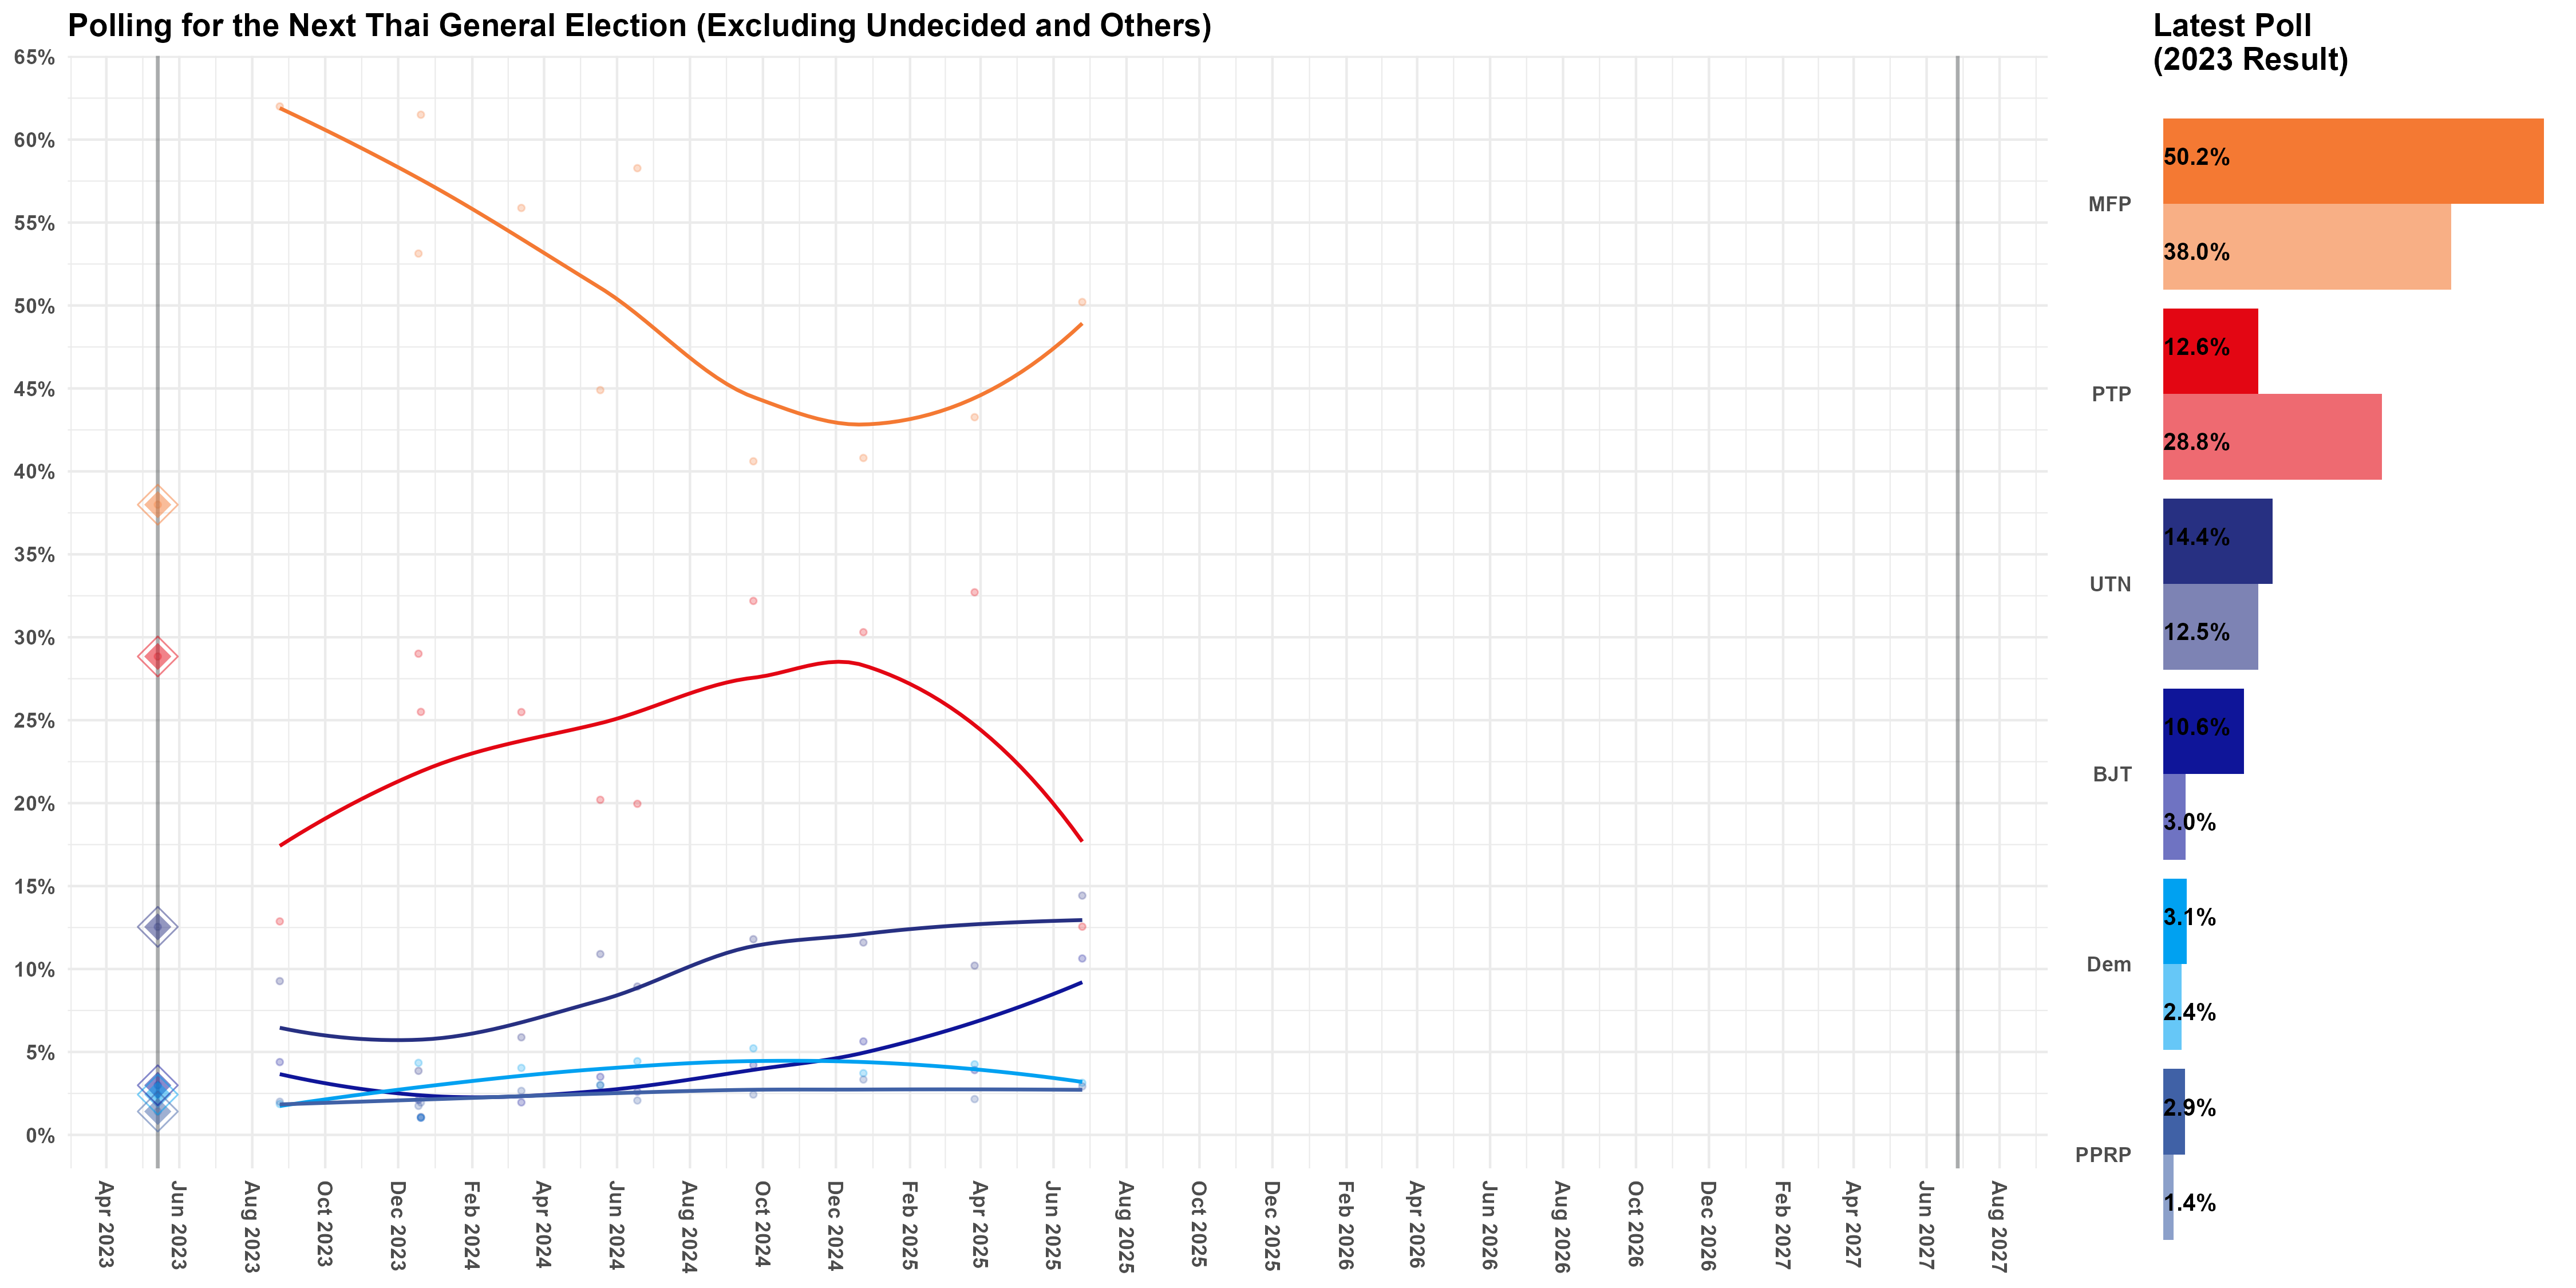 Polling for the Next Thai General Election (Excluding Undecided and Others)
65%
60%
55%
50%
45%
40%
35%
30%
25%
20%
15%
10%
5%
0%
Apr 2023
Jun 2023
Aug 2023
Oct 2023
Dec 2023
Feb 2024
Apr 2024
Jun 2024
Aug 2024
Oct 2024
Dec 2024
Feb 2025
Apr 2025
Jun 2025
Aug 2025
Oct 2025
Dec 2025
Feb 2026
Apr 2026
Jun 2026
Aug 2026
Oct 2026
Dec 2026
Feb 2027
Apr 2027
Jun 2027
Aug 2027
Latest Poll
(2023 Result)
MFP
50.2%
38.0%
PTP
12.6%
28.8%
UTN
14.4%
12.5%
BJT
10.6%
3.0%
Dem
3.1%
2.4%
PPRP
2.9%
1.4%